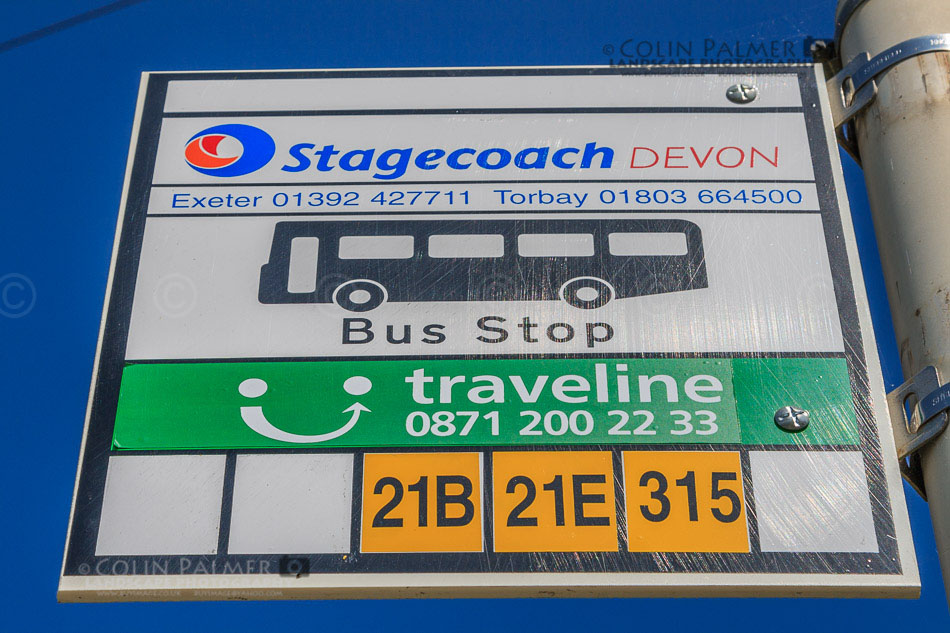 © COLIN PALMER
LANDSCAPE PHOTOGRAPHY
Stagecoach DEVON
Exeter 01392 427711 Torbay 01803 664500
Bus Stop
traveline
0871 200 22 33
21B 21E 315
© COLIN PALMER
LANDSCAPE PHOTOGRAPHY